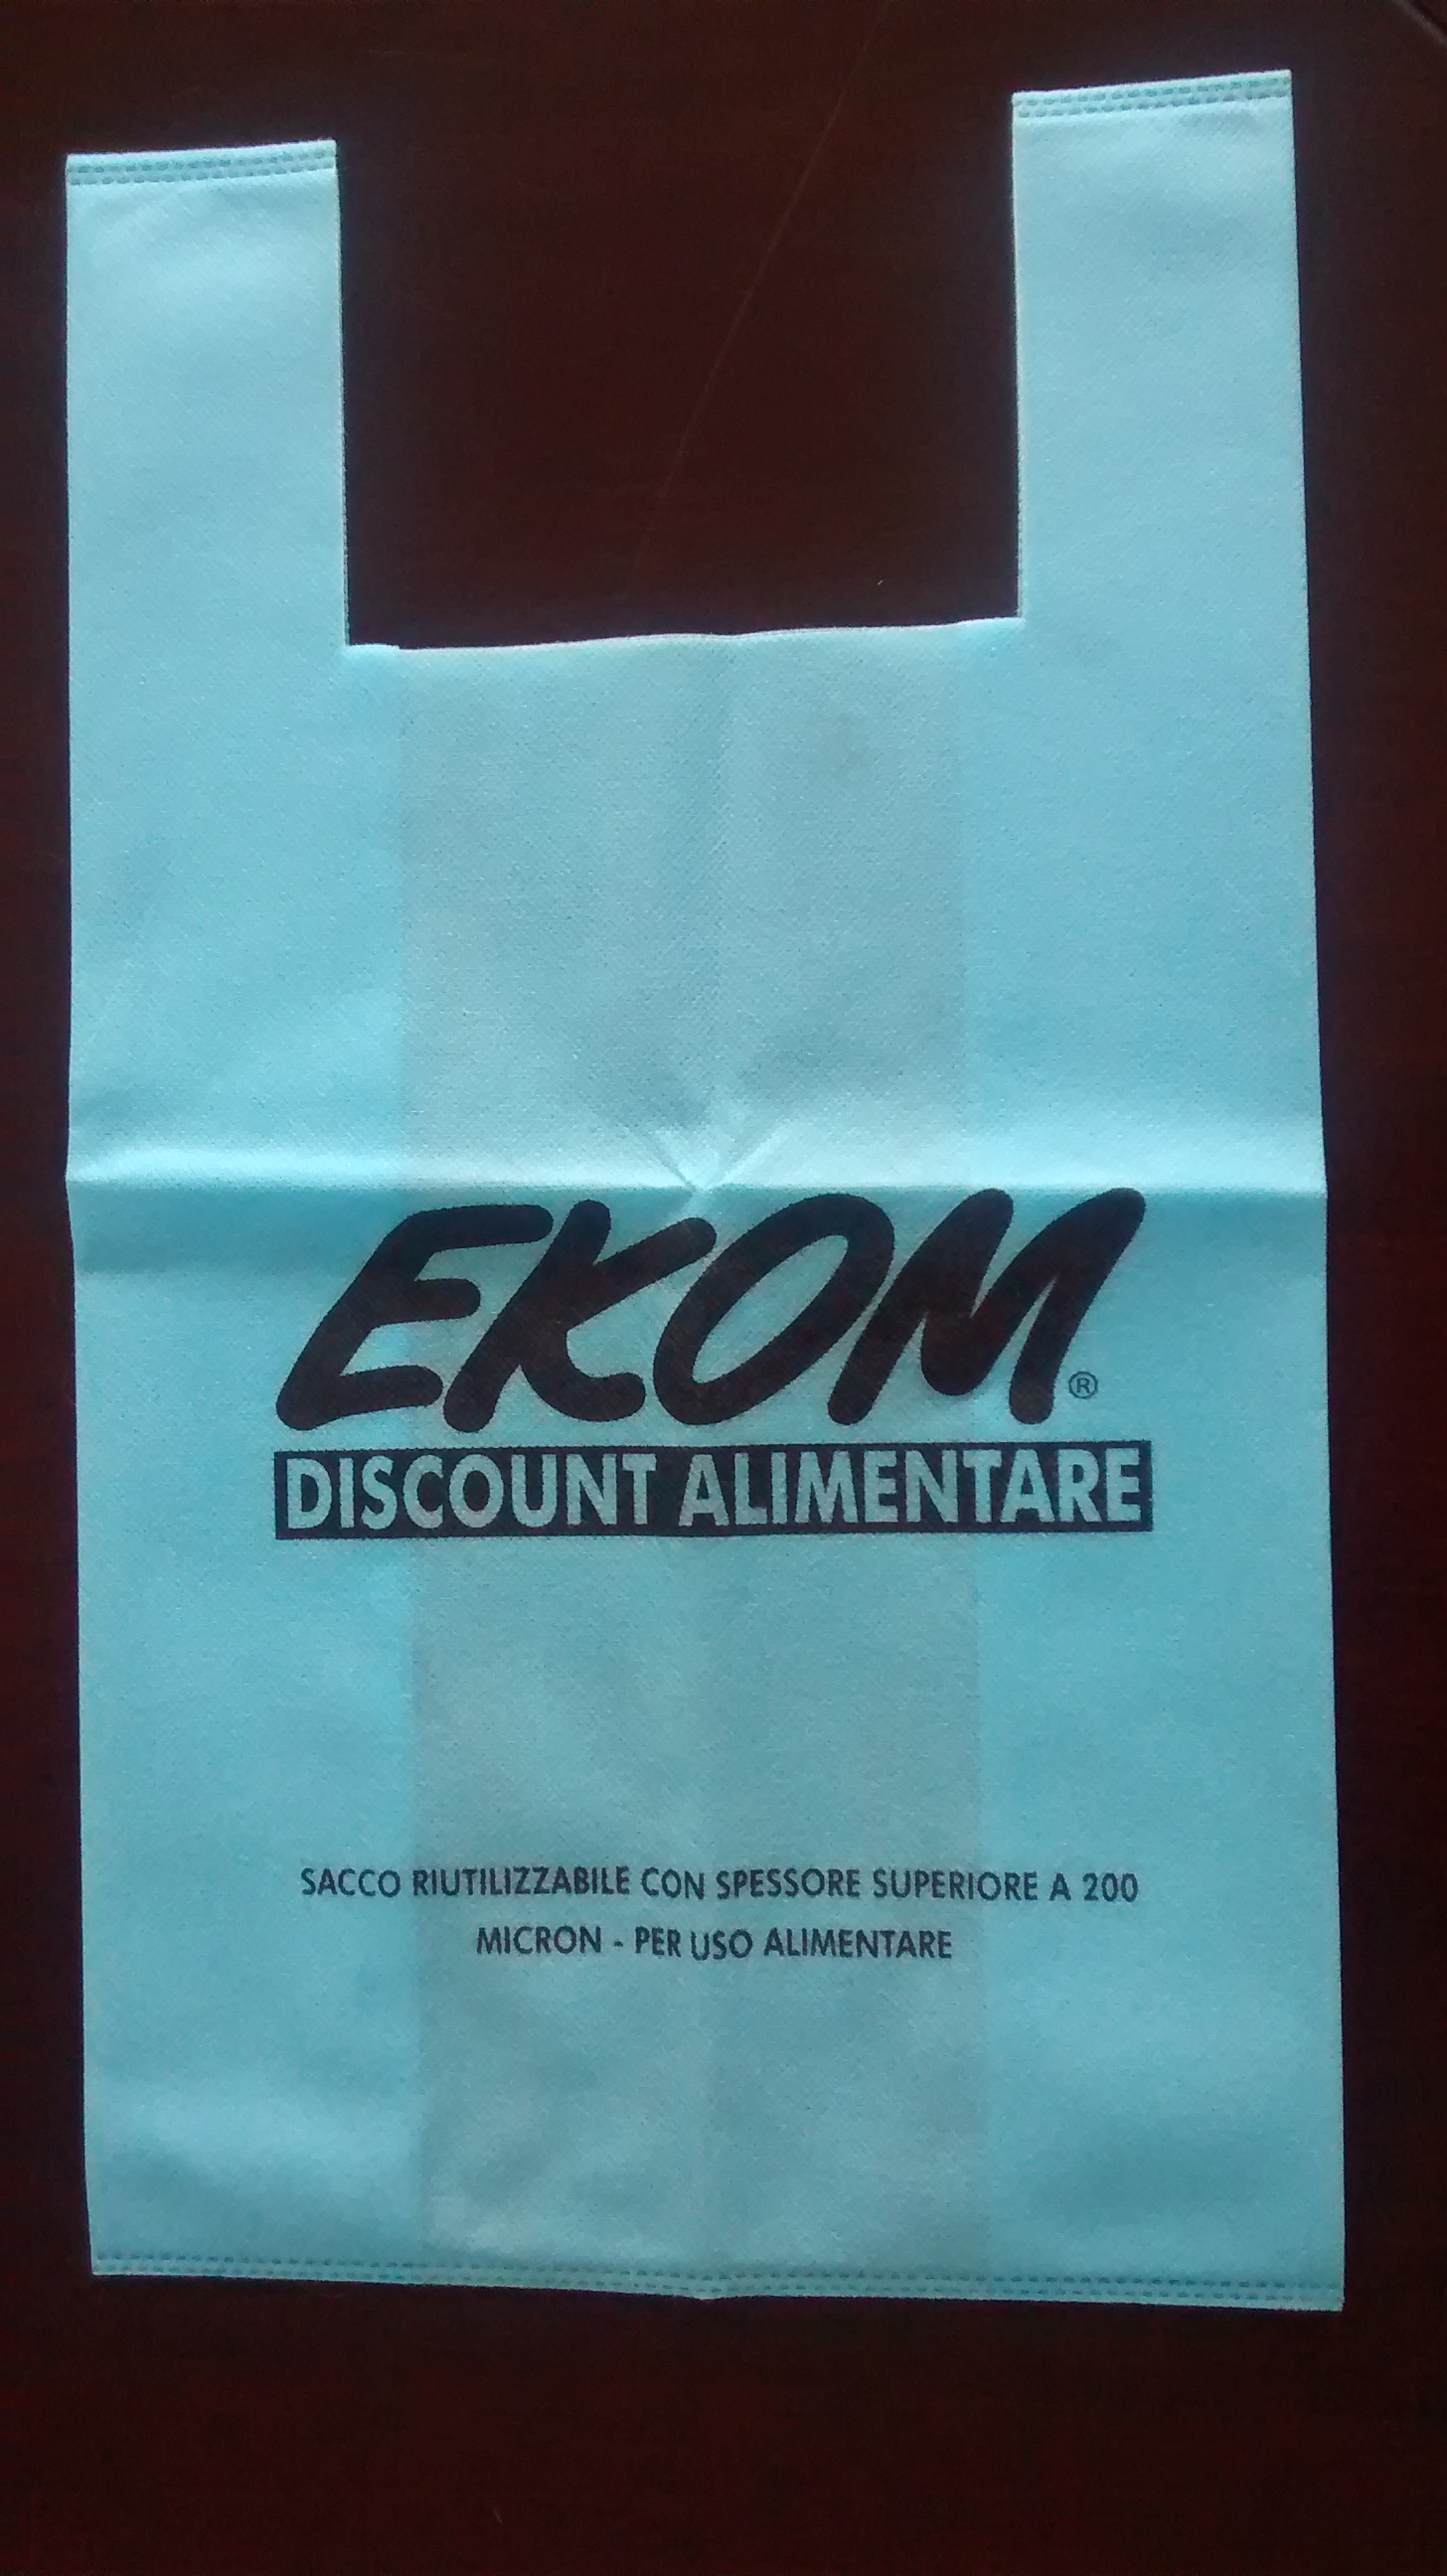 EKOM®
DISCOUNT ALIMENTARE
SACCO RIUTILIZZABILE CON SPESSORE SUPERIORE A 200
MICRON - PER USO ALIMENTARE